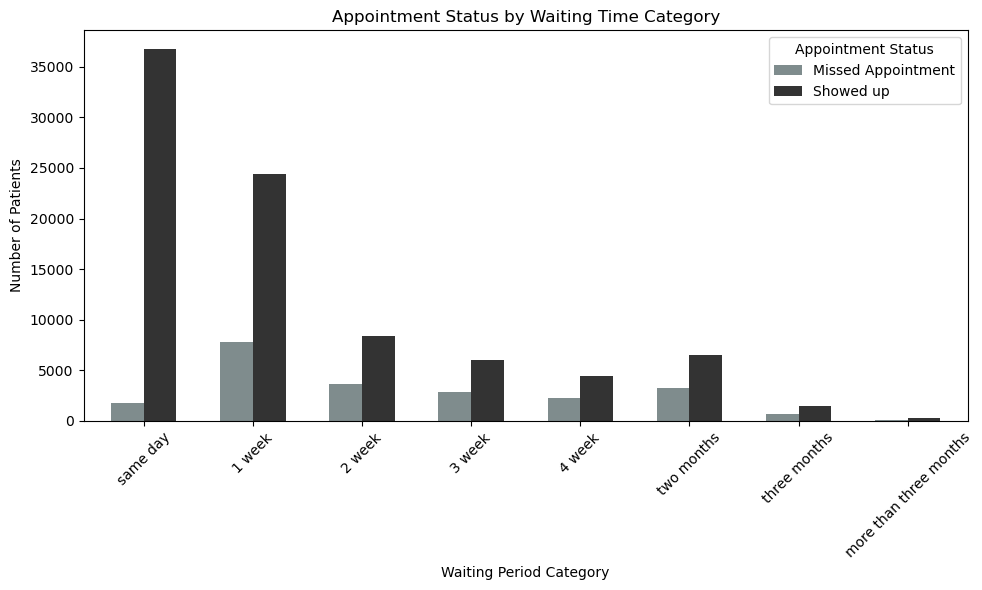 Appointment Status by Waiting Time Category
Appointment Status
Missed Appointment
Showed up
Number of Patients
35000
30000
25000
20000
15000
10000
5000
0
same day
1 week
2 week
3 week
4 week
two months
three months
more than three months
Waiting Period Category